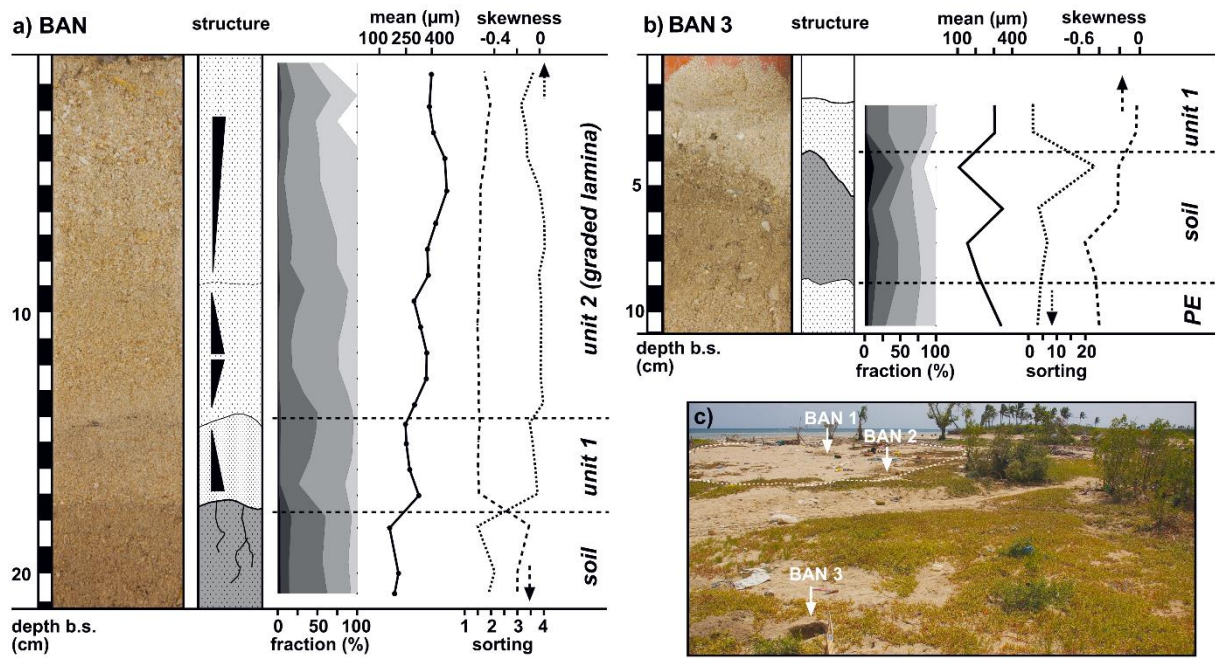 a) BAN
structure
mean (µm)
100 400
250
skewness
-0.4 0
10
20
depth b.s.
(cm)
0 50 100
fraction (%)
1 2 3 4
sorting
unit 2 (graded lamina)
unit 1
soil
b) BAN 3
structure
mean (µm)
100 400
skewness
-0.6 0
5
10
depth b.s.
(cm)
0 50 100
fraction (%)
0 10 20
sorting
unit 1
soil
PE
c)
BAN 1
BAN 2
BAN 3